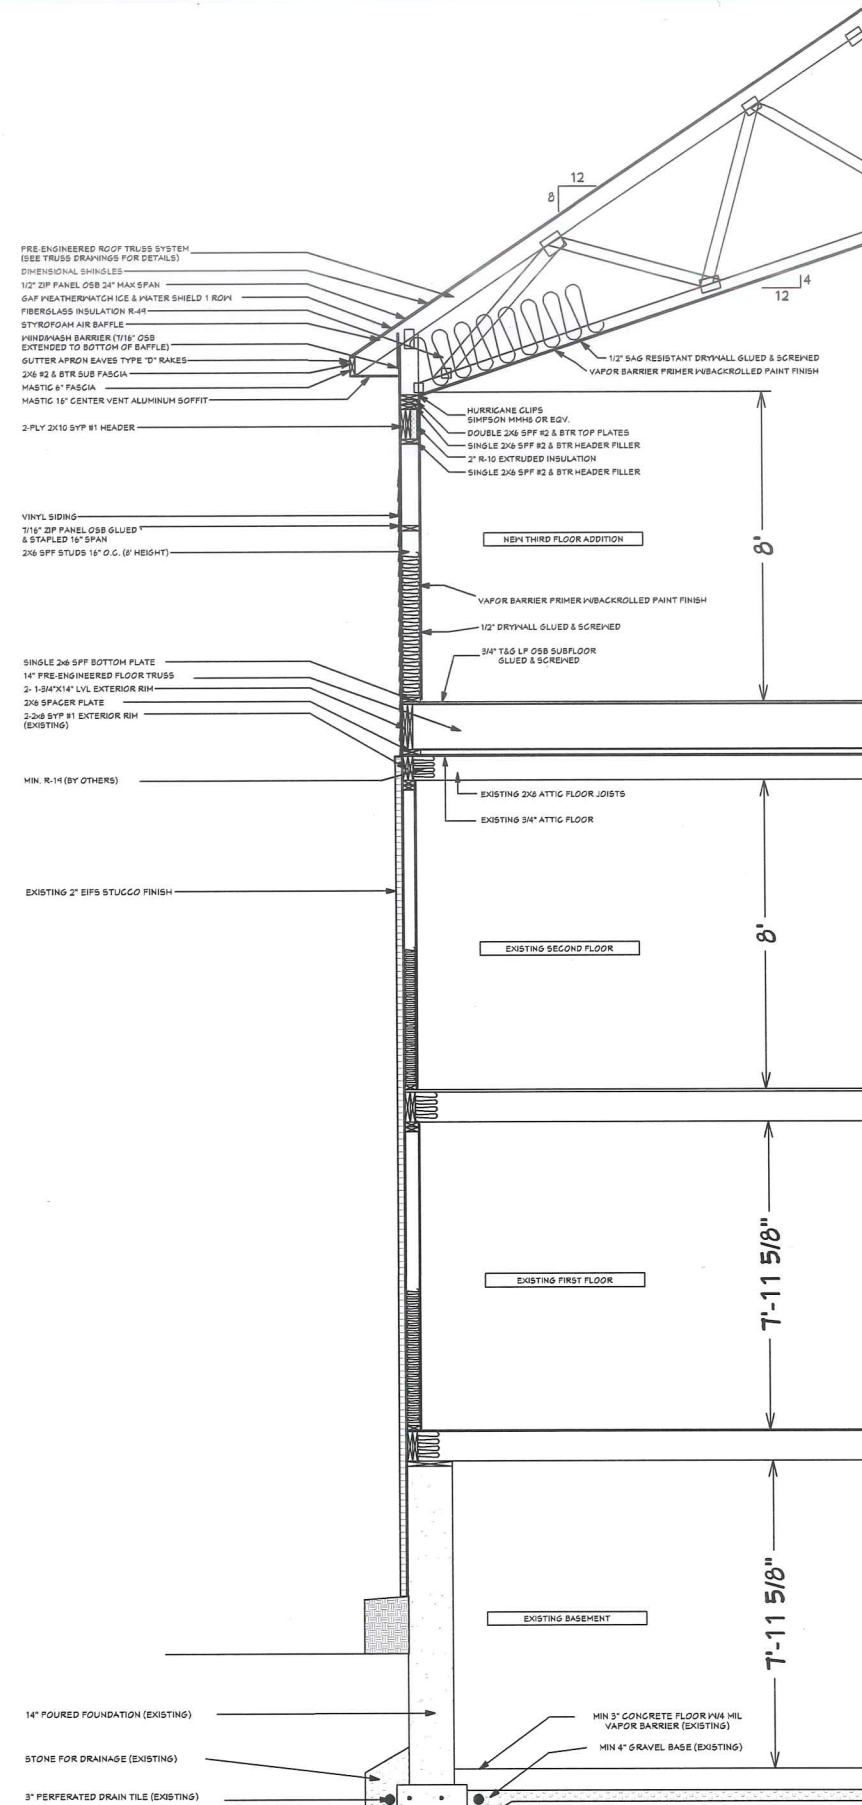 12
8
PRE-ENGINEERED ROOF TRUSS SYSTEM
(SEE TRUSS DRAWINGS FOR DETAILS)
DIMENSIONAL SHINGLES
1/2" ZIP PANEL OSB 24" MAX SPAN
GAF WEATHERWATCH ICE & WATER SHIELD 1 ROW
FIBERGLASS INSULATION R-49
STYROFOAM AIR BAFFLE
WINDWASH BARRIER (7/16" OSB
EXTENDED TO BOTTOM OF BAFFLE)
GUTTER APRON EAVES TYPE "D" RAKES
2X6 #2 & BTR SUB FASCIA
MASTIC 6" FASCIA
MASTIC 16" CENTER VENT ALUMINUM SOFFIT
2-PLY 2X10 SYP #1 HEADER
4
12
1/2" SAG RESISTANT DRYWALL GLUED & SCREWED
VAPOR BARRIER PRIMER W/BACKROLLED PAINT FINISH
HURRICANE CLIPS
SIMPSON MMH8 OR EQV.
DOUBLE 2X6 SPF #2 & BTR TOP PLATES
SINGLE 2X6 SPF #2 & BTR HEADER FILLER
2" R-10 EXTRUDED INSULATION
SINGLE 2X6 SPF #2 & BTR HEADER FILLER
VINYL SIDING
7/16" ZIP PANEL OSB GLUED
& STAPLED 16" SPAN
2X6 SPF STUDS 16" O.C. (8' HEIGHT)
NEW THIRD FLOOR ADDITION
8'
VAPOR BARRIER PRIMER W/BACKROLLED PAINT FINISH
1/2" DRYWALL GLUED & SCREWED
3/4" T&G LP OSB SUBFLOOR
GLUED & SCREWED
SINGLE 2x6 SPF BOTTOM PLATE
14" PRE-ENGINEERED FLOOR TRUSS
2- 1-3/4"X14" LVL EXTERIOR RIM
2X6 SPACER PLATE
2-2x8 SYP #1 EXTERIOR RIM
(EXISTING)
MIN. R-19 (BY OTHERS)
EXISTING 2X8 ATTIC FLOOR JOISTS
EXISTING 3/4" ATTIC FLOOR
EXISTING 2" EIFS STUCCO FINISH
EXISTING SECOND FLOOR
8'
EXISTING FIRST FLOOR
7'-11 5/8"
EXISTING BASEMENT
7'-11 5/8"
14" POURED FOUNDATION (EXISTING)
MIN 3" CONCRETE FLOOR W/4 MIL
VAPOR BARRIER (EXISTING)
MIN 4" GRAVEL BASE (EXISTING)
STONE FOR DRAINAGE (EXISTING)
3" PERFERATED DRAIN TILE (EXISTING)